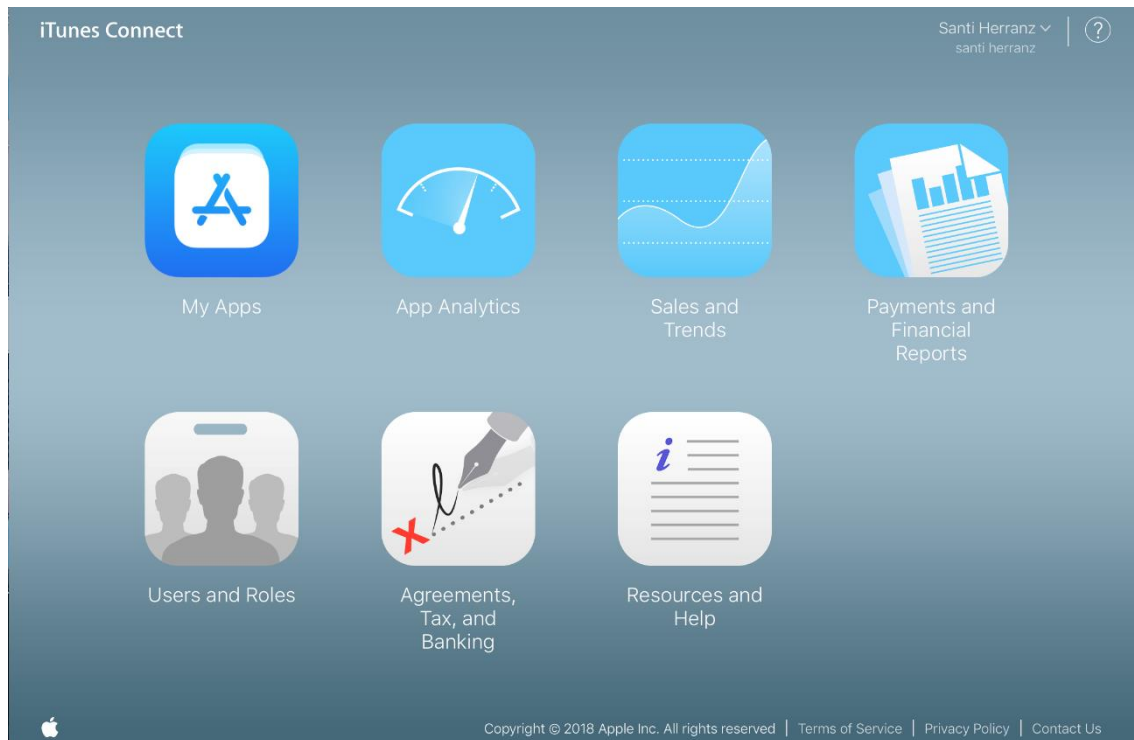 iTunes Connect
Santi Herranz
santi herranz
?
My Apps
App Analytics
Sales and
Trends
Payments and
Financial
Reports
i
Users and Roles
Agreements,
Tax, and
Banking
Resources and
Help
Copyright © 2018 Apple Inc. All rights reserved | Terms of Service | Privacy Policy | Contact Us